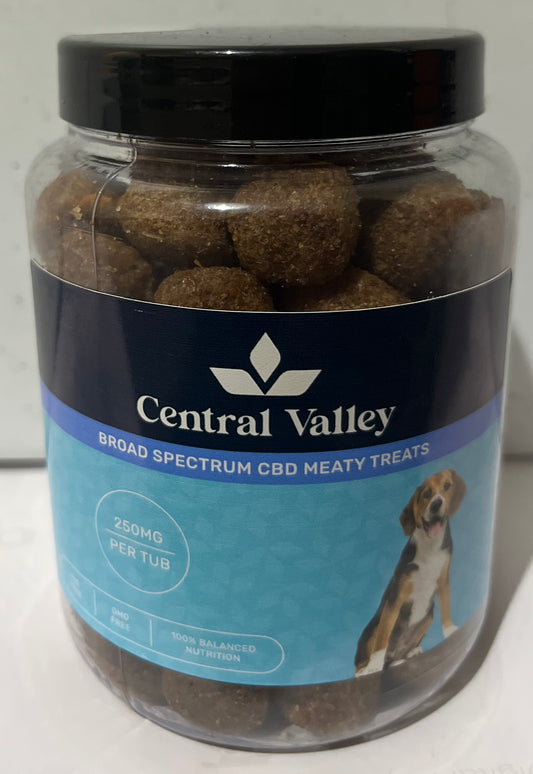 Central Valley
BROAD SPECTRUM CBD MEATY TREATS
250MG
PER TUB
GMO
FREE
100% BALANCED
NUTRITION